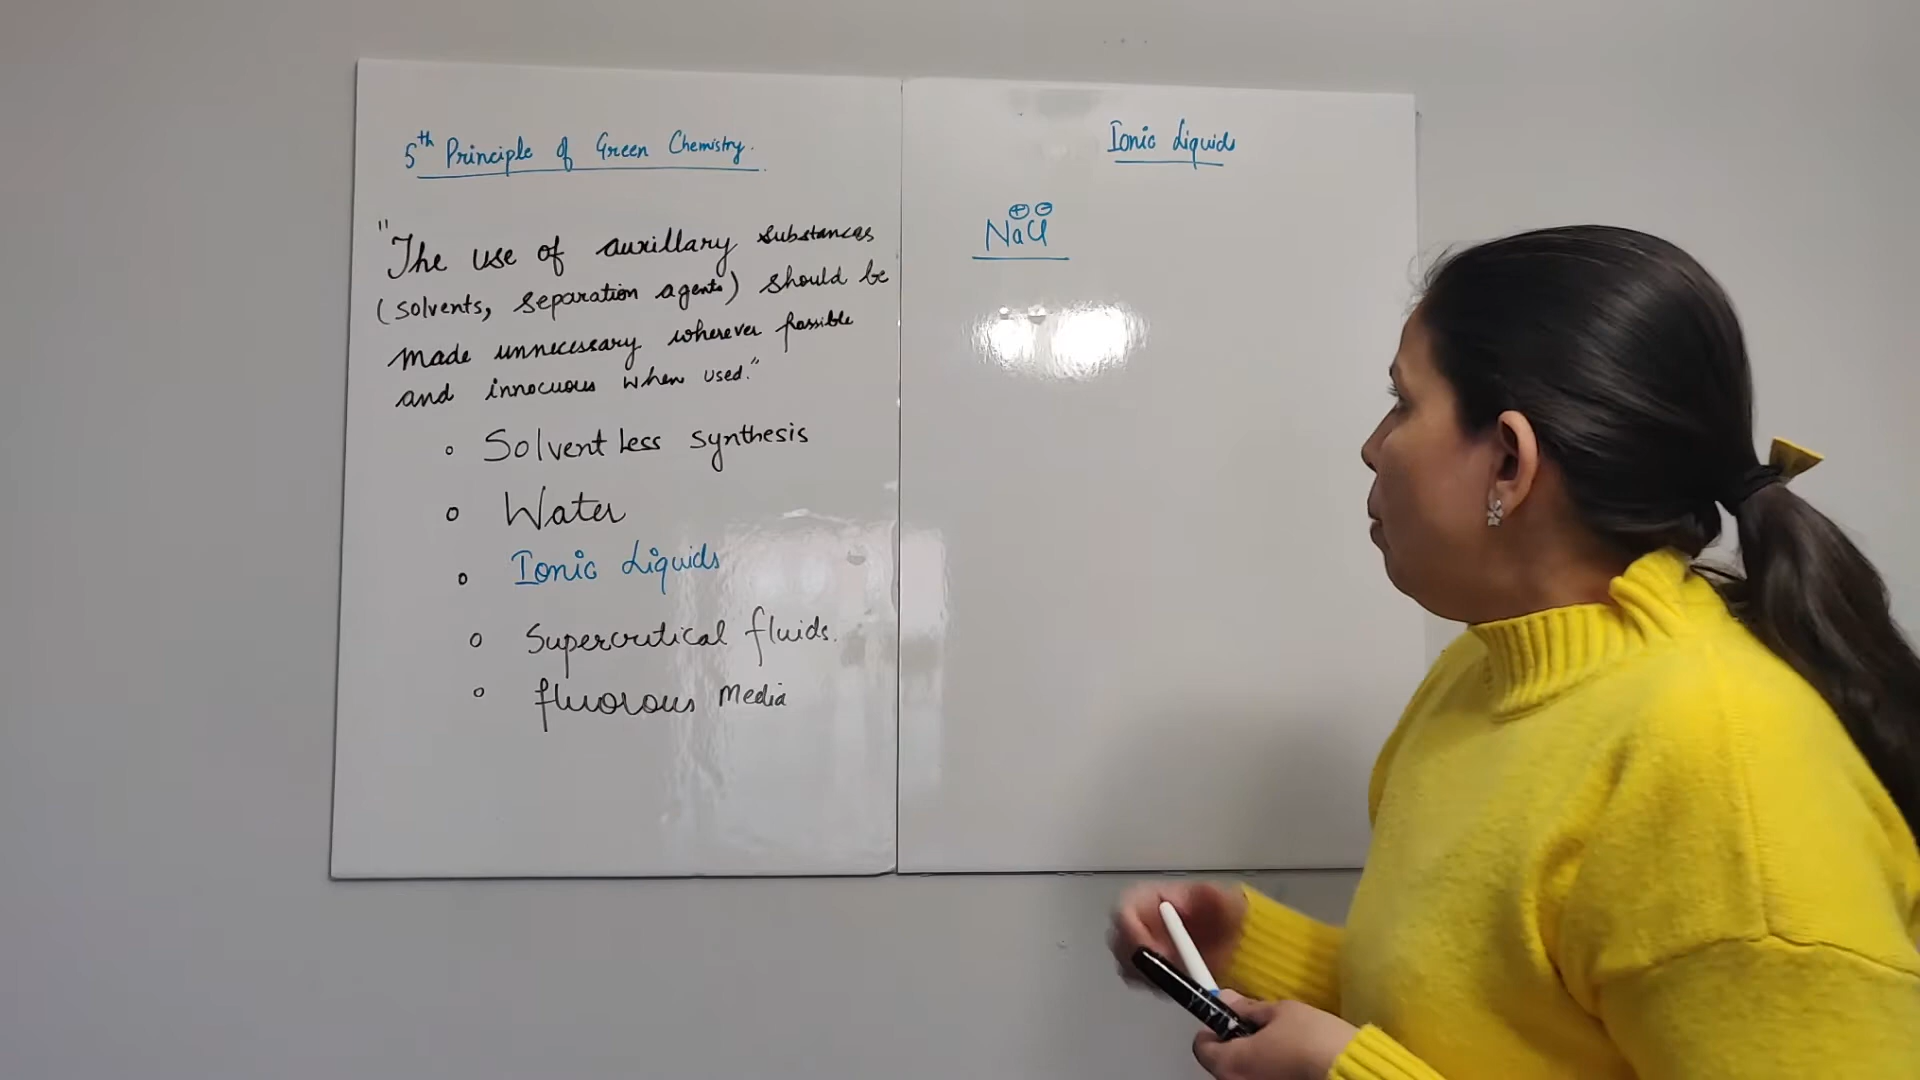 5th Principle of Green Chemistry.
"The use of auxillary substances
(solvents, separation agents) should be
made unnecessary wherever possible
and innocuous when used."
◦ Solvent less synthesis
◦ Water
◦ Ionic Liquids
◦ Supercritical fluids.
◦ fluorous Media
Ionic Liquid
⊕ ⊖
NaCl